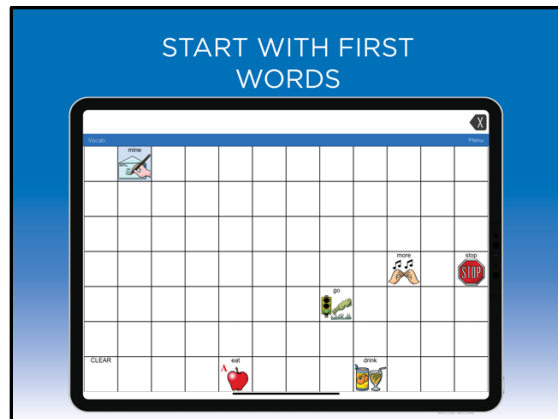 START WITH FIRST
WORDS
X
Vocab Menu
mine
more stop
STOP
go
CLEAR eat drink
A